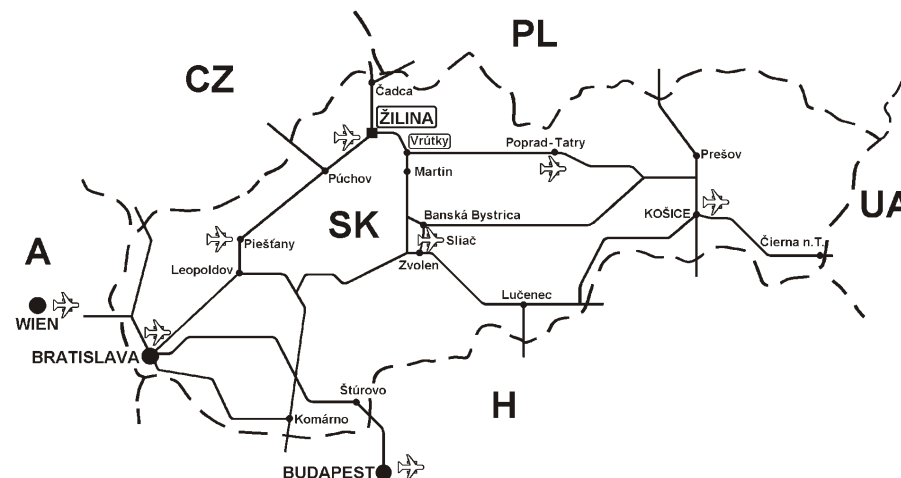 PL
CZ
Čadca
ŽILINA
Vrútky
Poprad-Tatry
Prešov
Púchov
Martin
SK
Banská Bystrica
KOŠICE
UA
Piešťany
Sliač
Čierna n.T.
A
Leopoldov
Zvolen
Lučenec
WIEN
BRATISLAVA
Štúrovo
H
Komárno
BUDAPEST